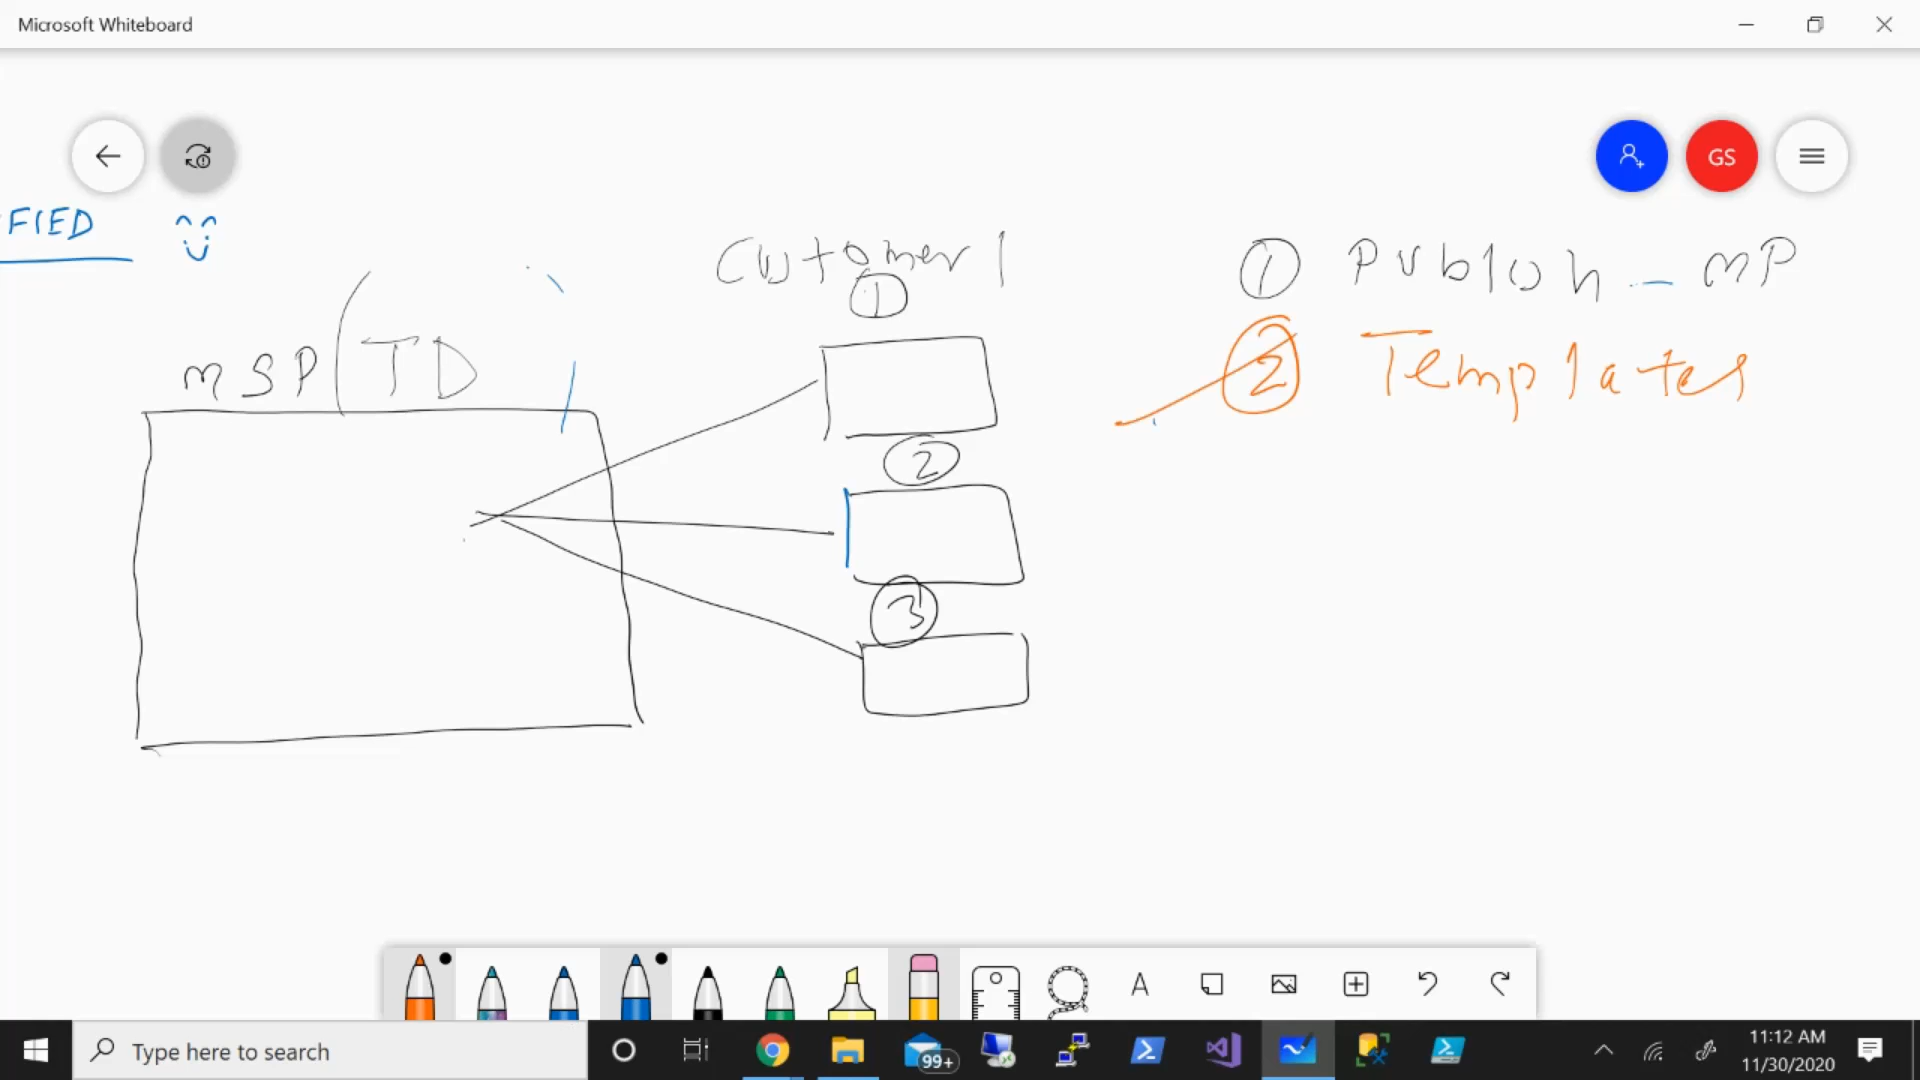 Microsoft Whiteboard
GS
FIED
Customer 1
1
MSP (TD
2
3
1 Publish - MP
2 Templates
A
Type here to search
99+
11:12 AM
11/30/2020